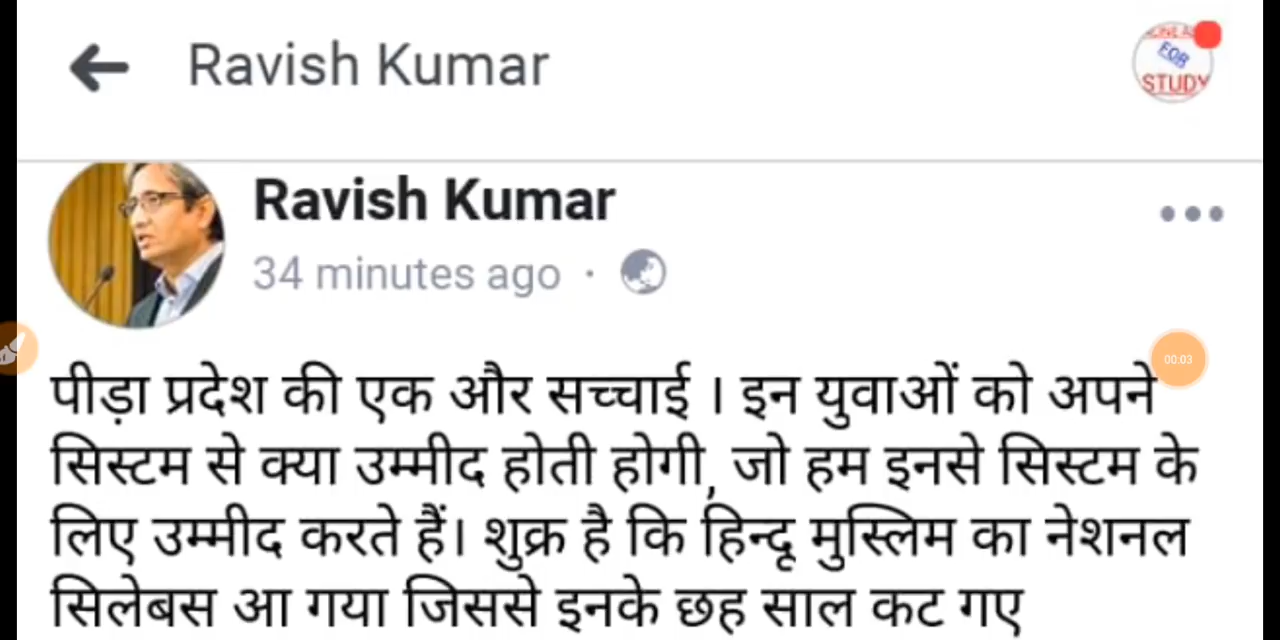 Ravish Kumar
FOR
STUDY
Ravish Kumar
34 minutes ago ·
00:03
पीड़ा प्रदेश की एक और सच्चाई । इन युवाओं को अपने
सिस्टम से क्या उम्मीद होती होगी, जो हम इनसे सिस्टम के
लिए उम्मीद करते हैं। शुक्र है कि हिन्दू मुस्लिम का नेशनल
सिलेबस आ गया जिससे इनके छह साल कट गए